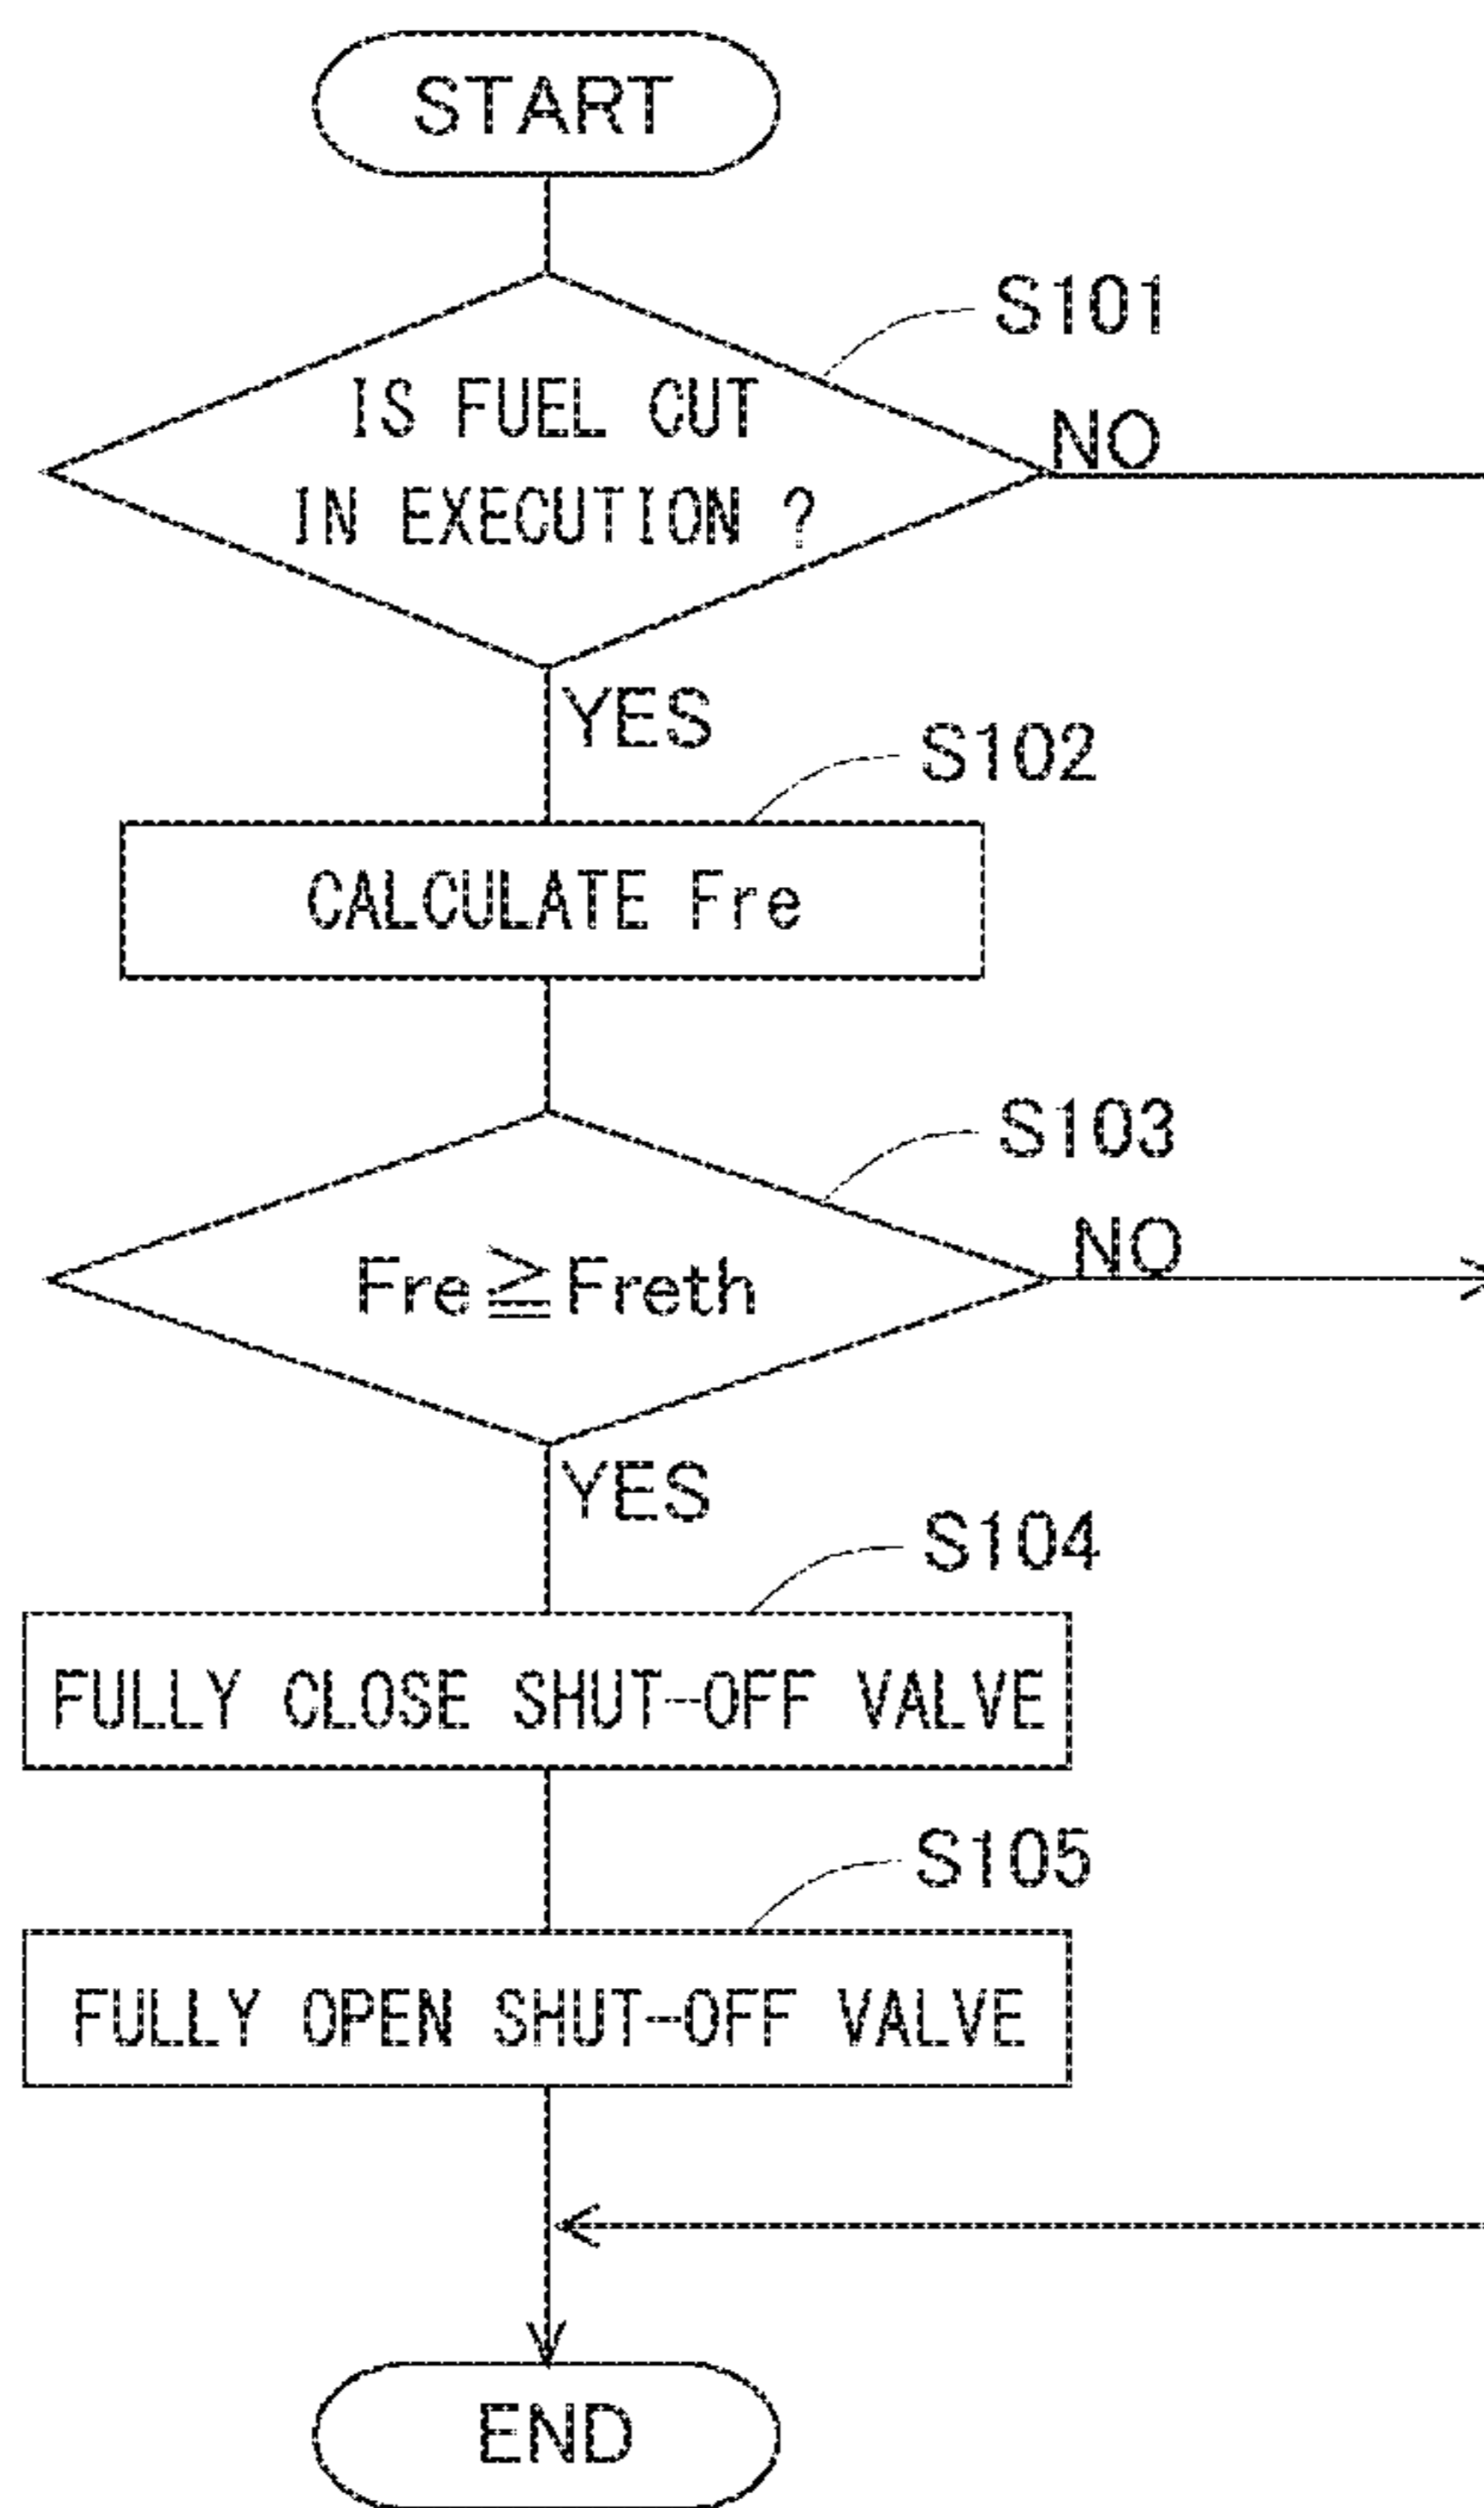 START
S101
IS FUEL CUT
IN EXECUTION ?
NO
YES
S102
CALCULATE Fre
S103
Fre≧Freth
NO
YES
S104
FULLY CLOSE SHUT-OFF VALVE
S105
FULLY OPEN SHUT-OFF VALVE
END